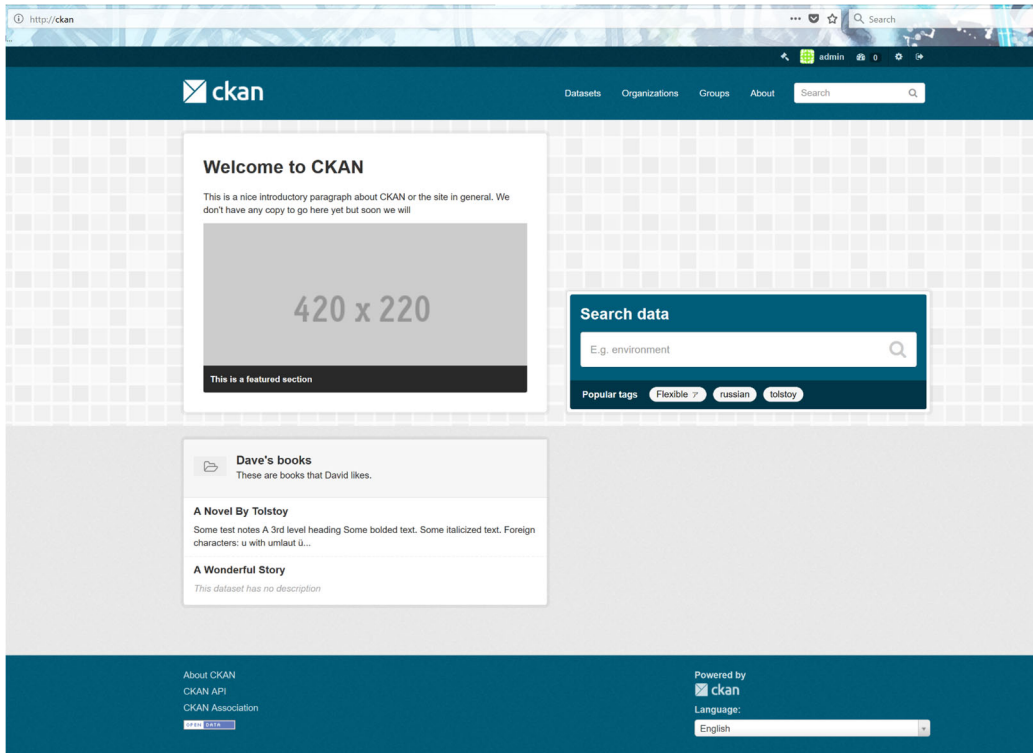 http://ckan
Search
admin 0
ckan
Datasets Organizations Groups About Search
Welcome to CKAN
This is a nice introductory paragraph about CKAN or the site in general. We
don't have any copy to go here yet but soon we will
420 x 220
This is a featured section
Search data
E.g. environment
Popular tags Flexible ア russian tolstoy
Dave's books
These are books that David likes.
A Novel By Tolstoy
Some test notes A 3rd level heading Some bolded text. Some italicized text. Foreign
characters: u with umlaut ü...
A Wonderful Story
This dataset has no description
About CKAN
CKAN API
CKAN Association
OPEN DATA
Powered by
ckan
Language:
English